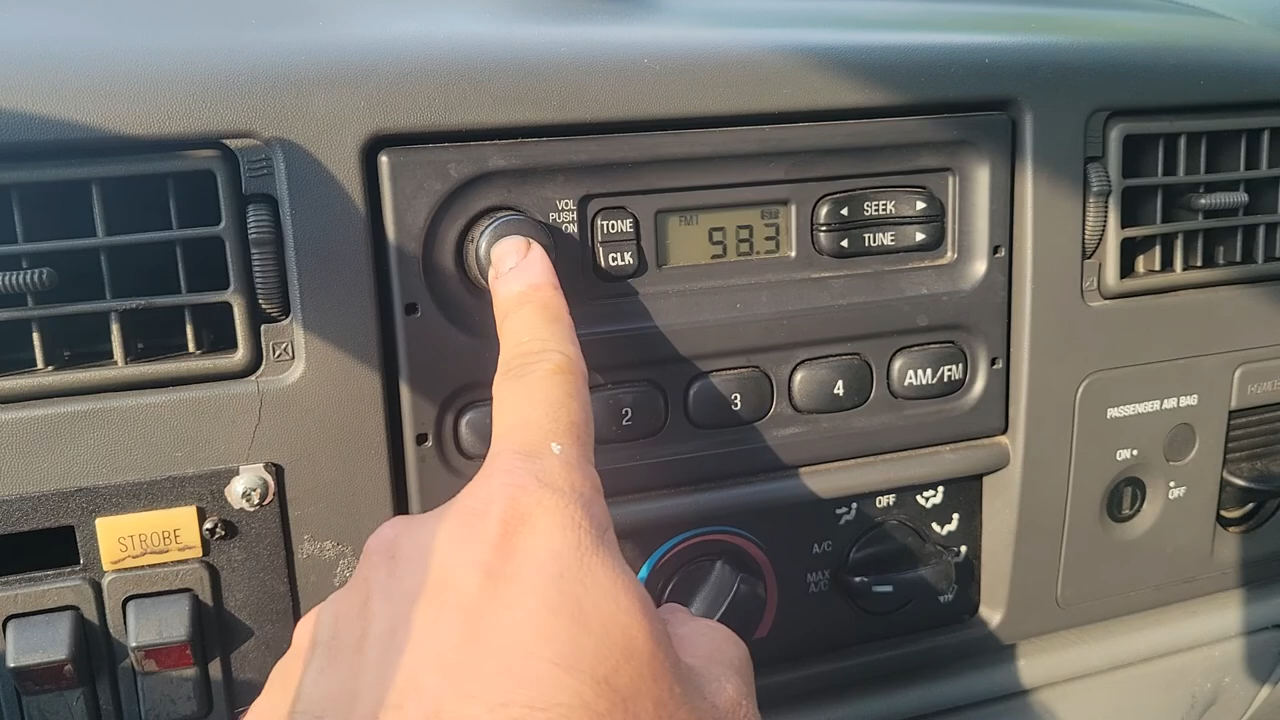 VOL
PUSH
ON
TONE
CLK
FM1
ST
98.3
SEEK
TUNE
2
3
4
AM/FM
PASSENGER AIR BAG
ON
OFF
OFF
A/C
MAX
A/C
STROBE